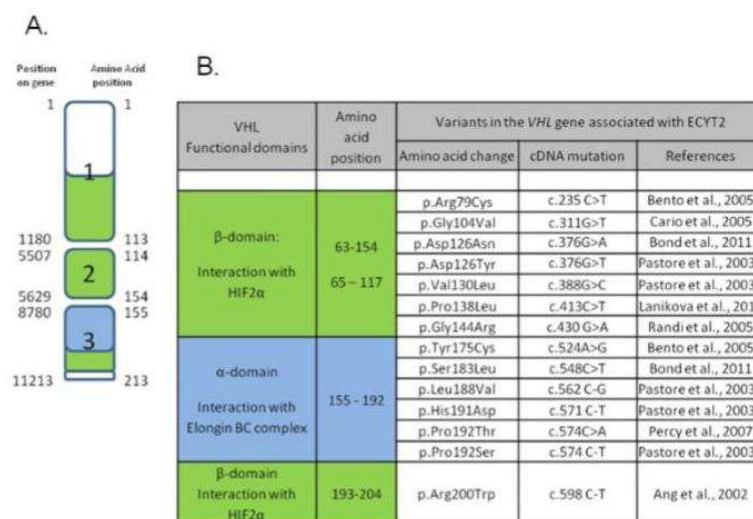 A.
Position on gene
Amino Acid position
1
1
1
1180
113
5507
114
2
5629
154
8780
155
3
11213
213
B.
VHL
Functional domains
Amino
acid
position
Variants in the VHL gene associated with ECYT2
Amino acid change
cDNA mutation
References
β-domain:
Interaction with
HIF2α
63-154
65 – 117
p.Arg79Cys
c.235 C>T
Bento et al., 2005
p.Gly104Val
c.311G>T
Cario et al., 2005
p.Asp126Asn
c.376G>A
Bond et al., 2011
p.Asp126Tyr
c.376G>T
Pastore et al., 2003
p.Val130Leu
c.388G>C
Pastore et al., 2003
p.Pro138Leu
c.413C>T
Lanikova et al., 201
p.Gly144Arg
c.430 G>A
Randi et al., 2005
α-domain
Interaction with
Elongin BC complex
155 - 192
p.Tyr175Cys
c.524A>G
Bento et al., 2005
p.Ser183Leu
c.548C>T
Bond et al., 2011
p.Leu188Val
c.562 C-G
Pastore et al., 2003
p.His191Asp
c.571 C-T
Pastore et al., 2003
p.Pro192Thr
c.574C>A
Percy et al., 2007
p.Pro192Ser
c.574 C-T
Pastore et al., 2003
β-domain
Interaction with
HIF2α
193-204
p.Arg200Trp
c.598 C-T
Ang et al., 2002